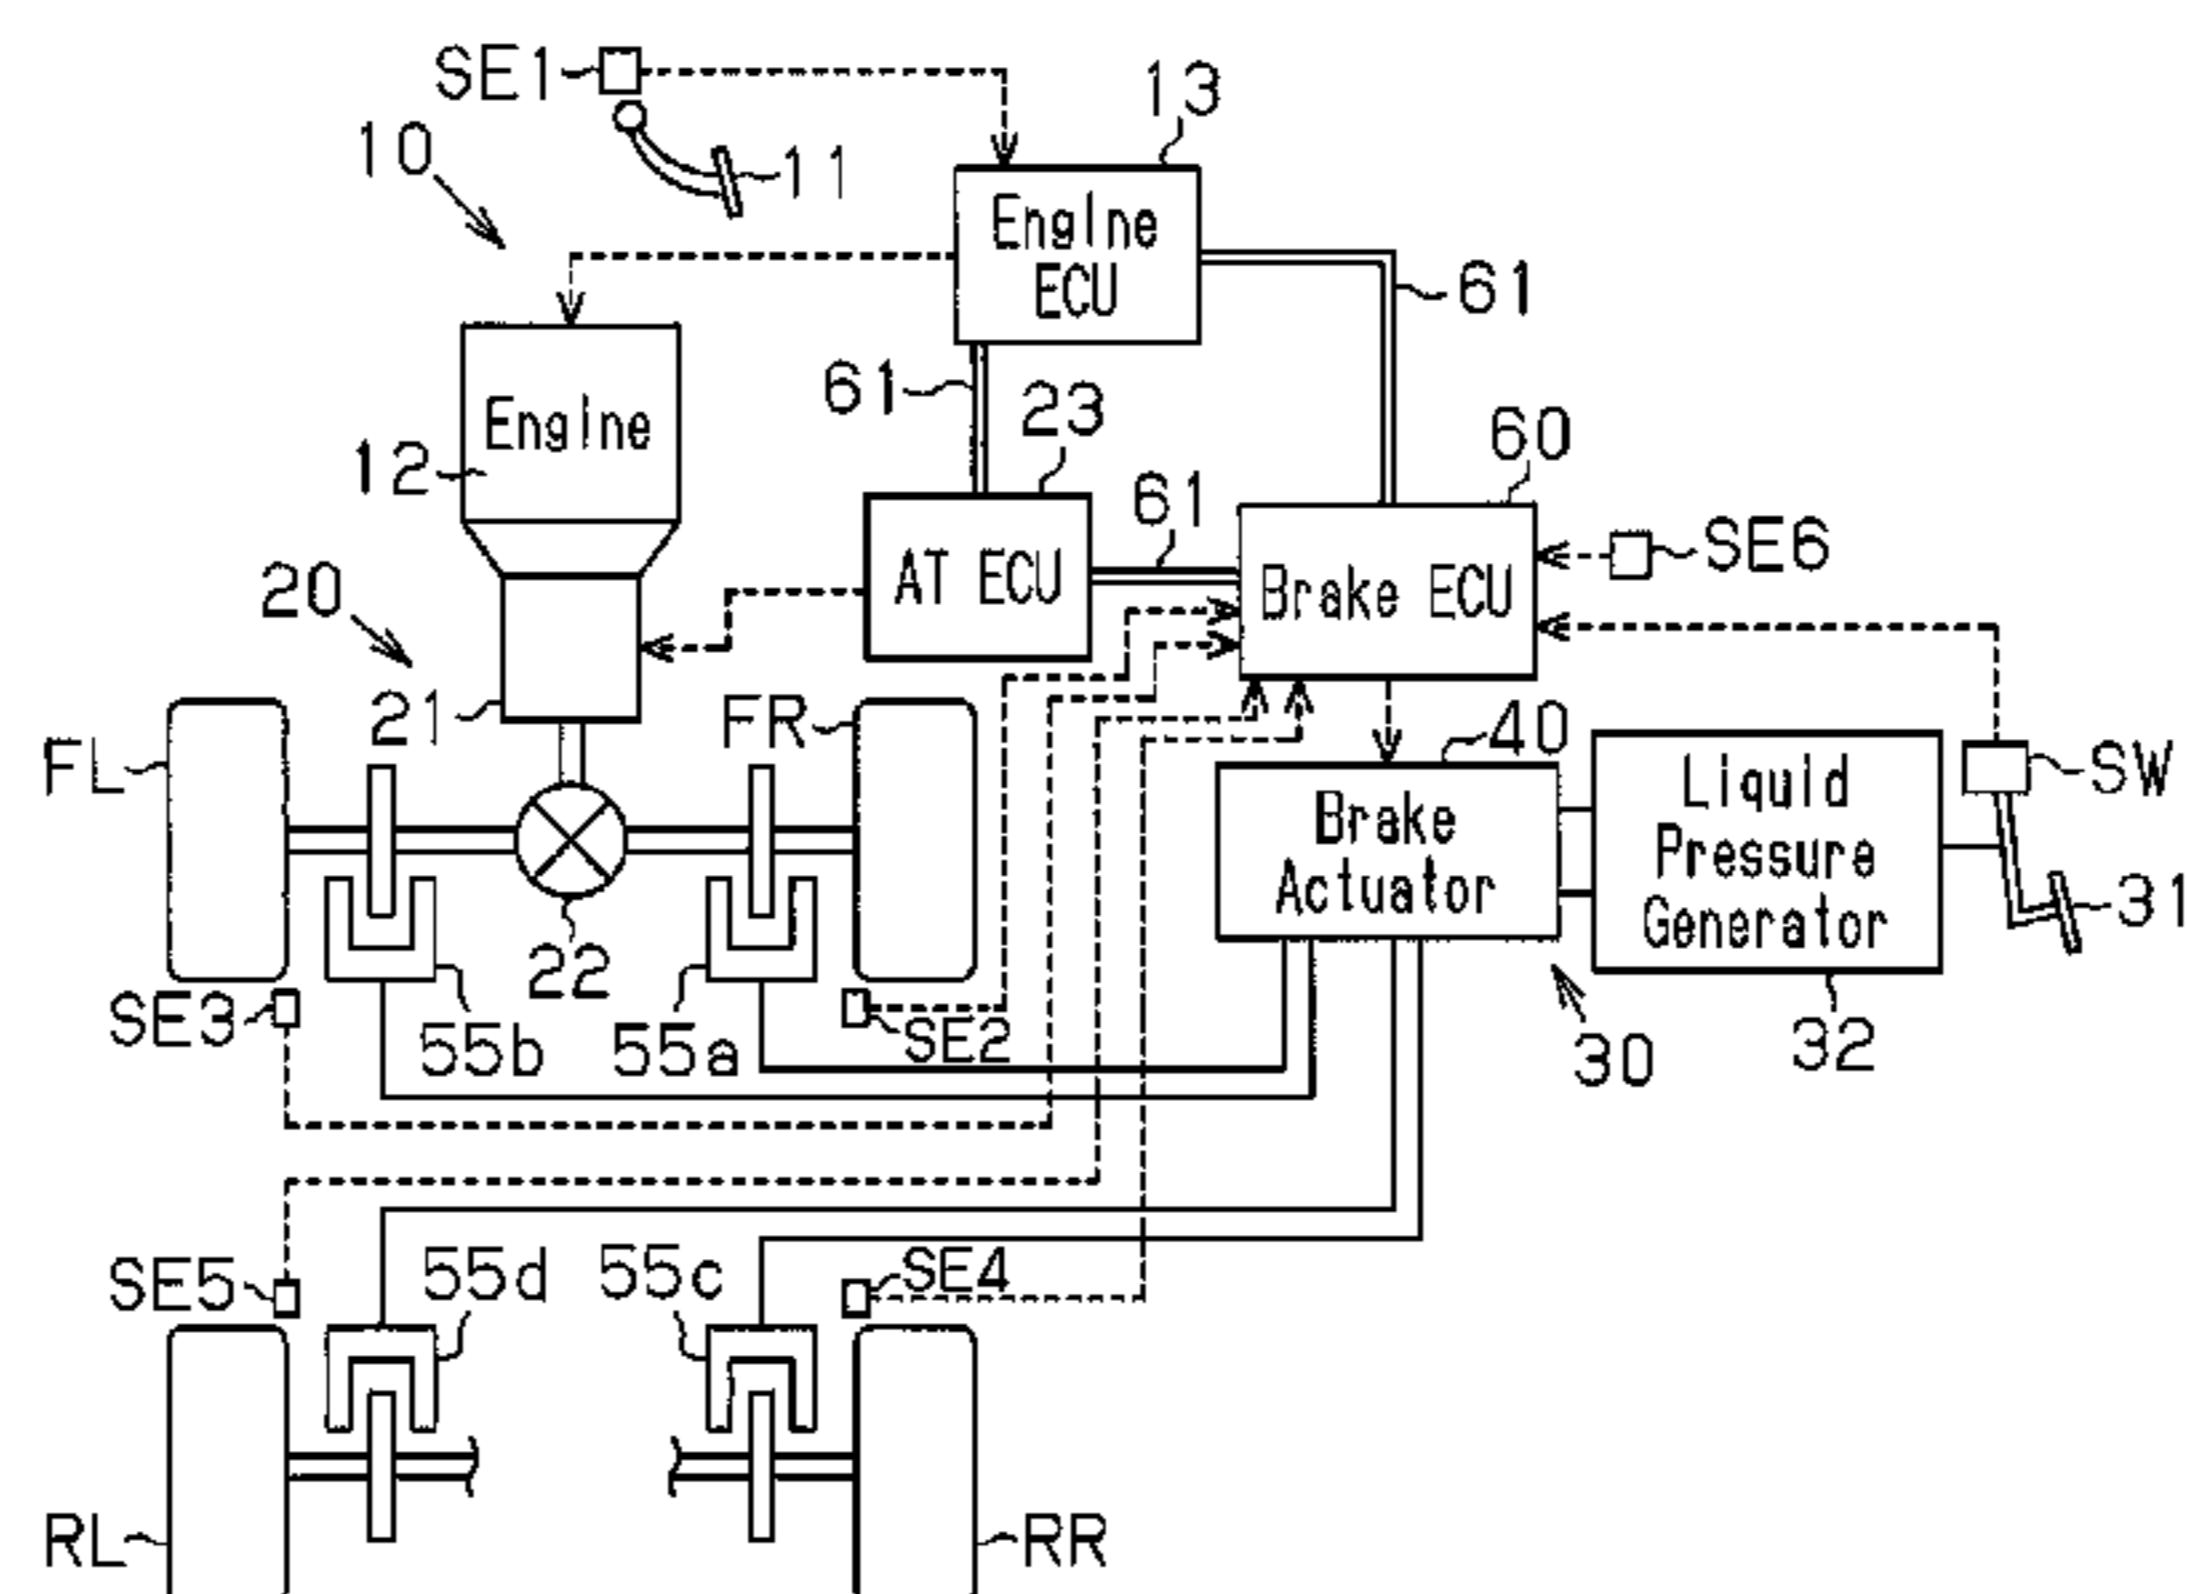 SE1
13
10
11
Engine
ECU
61
61
23
Engine
12
60
61
SE6
AT ECU
Brake ECU
20
21
FR
40
FL
Liquid
Pressure
Generator
SW
Brake
Actuator
31
22
SE3
55b
55a
SE2
30
32
SE5
55d
55c
SE4
RL
RR